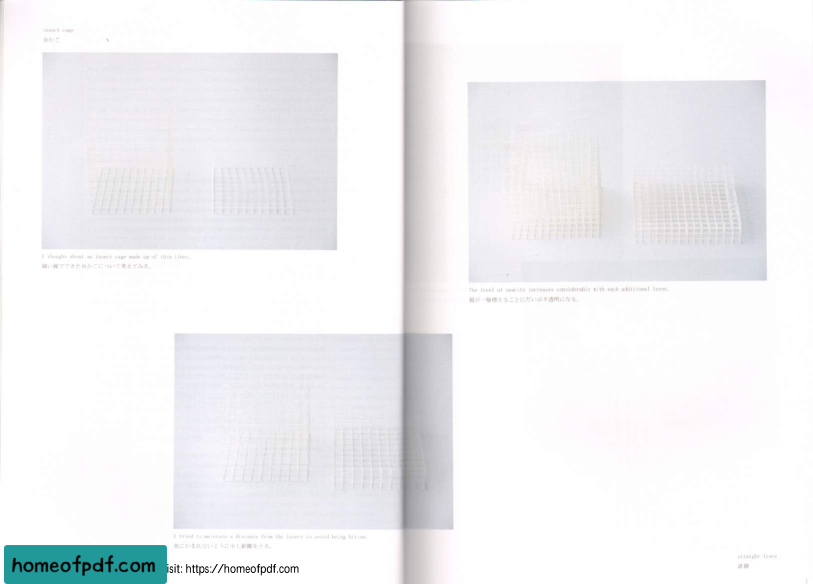 insect cage
虫かご
I thought about an insect cage made up of thin lines.
細い線でできた虫かごについて考えてみる。
The level of opacity increases considerably with each additional layer.
層が一層増えるごとにだいぶ不透明になる。
I tried to maintain a distance from the insect to avoid being bitten.
虫にかまれないように少し距離をとる。
straight lines
直線
homeofpdf.com
isit: https://homeofpdf.com